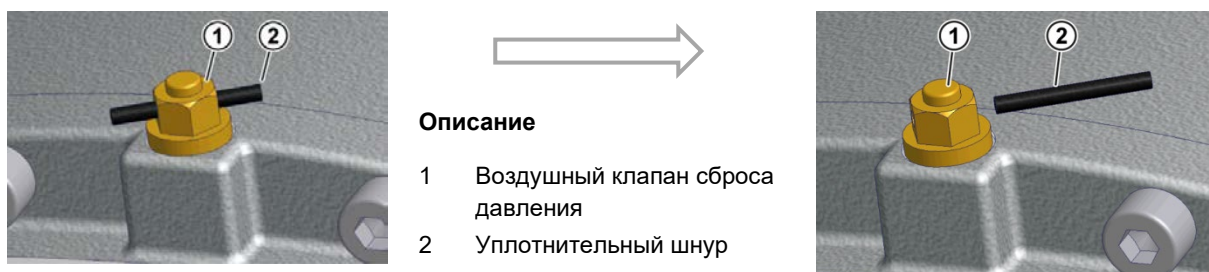 1
2
Описание
1 Воздушный клапан сброса
давления
2 Уплотнительный шнур
1
2